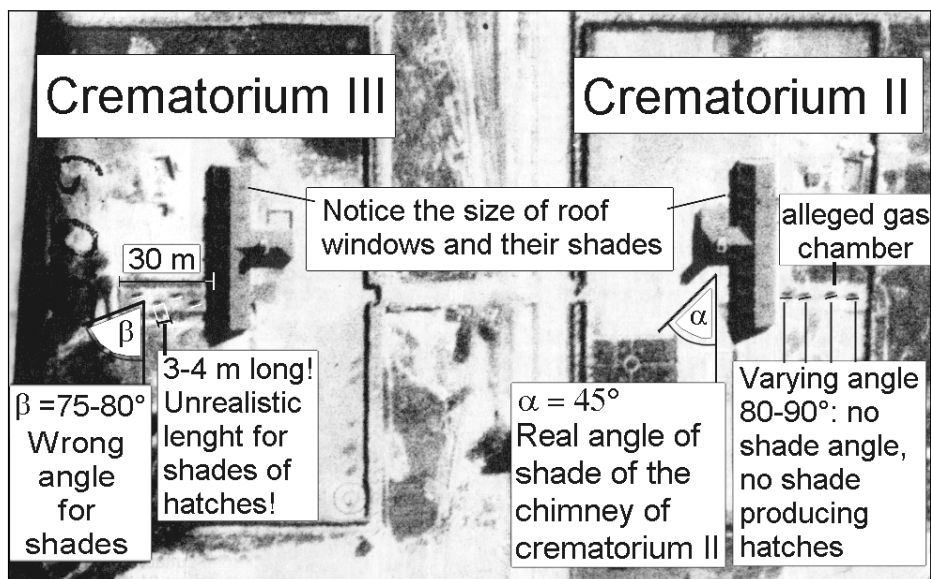 Crematorium III
Crematorium II
Notice the size of roof
windows and their shades
alleged gas
chamber
30 m
β
α
3-4 m long!
Unrealistic
lenght for
shades of
hatches!
β =75-80°
Wrong
angle
for
shades
α = 45°
Real angle of
shade of the
chimney of
crematorium II
Varying angle
80-90°: no
shade angle,
no shade
producing
hatches